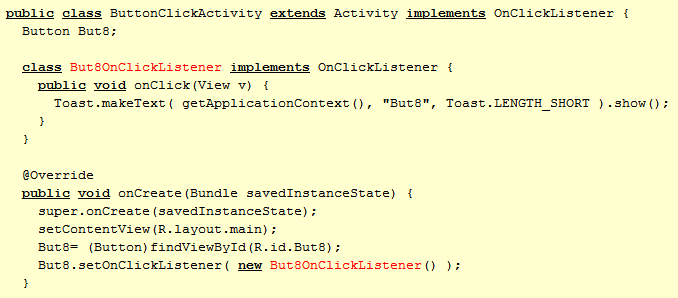 public class ButtonClickActivity extends Activity implements OnClickListener {
  Button But8;

  class But8OnClickListener implements OnClickListener {
    public void onClick(View v) {
      Toast.makeText( getApplicationContext(), "But8", Toast.LENGTH_SHORT ).show();
    }
  }

  @Override
  public void onCreate(Bundle savedInstanceState) {
    super.onCreate(savedInstanceState);
    setContentView(R.layout.main);
    But8= (Button)findViewById(R.id.But8);
    But8.setOnClickListener( new But8OnClickListener() );
  }